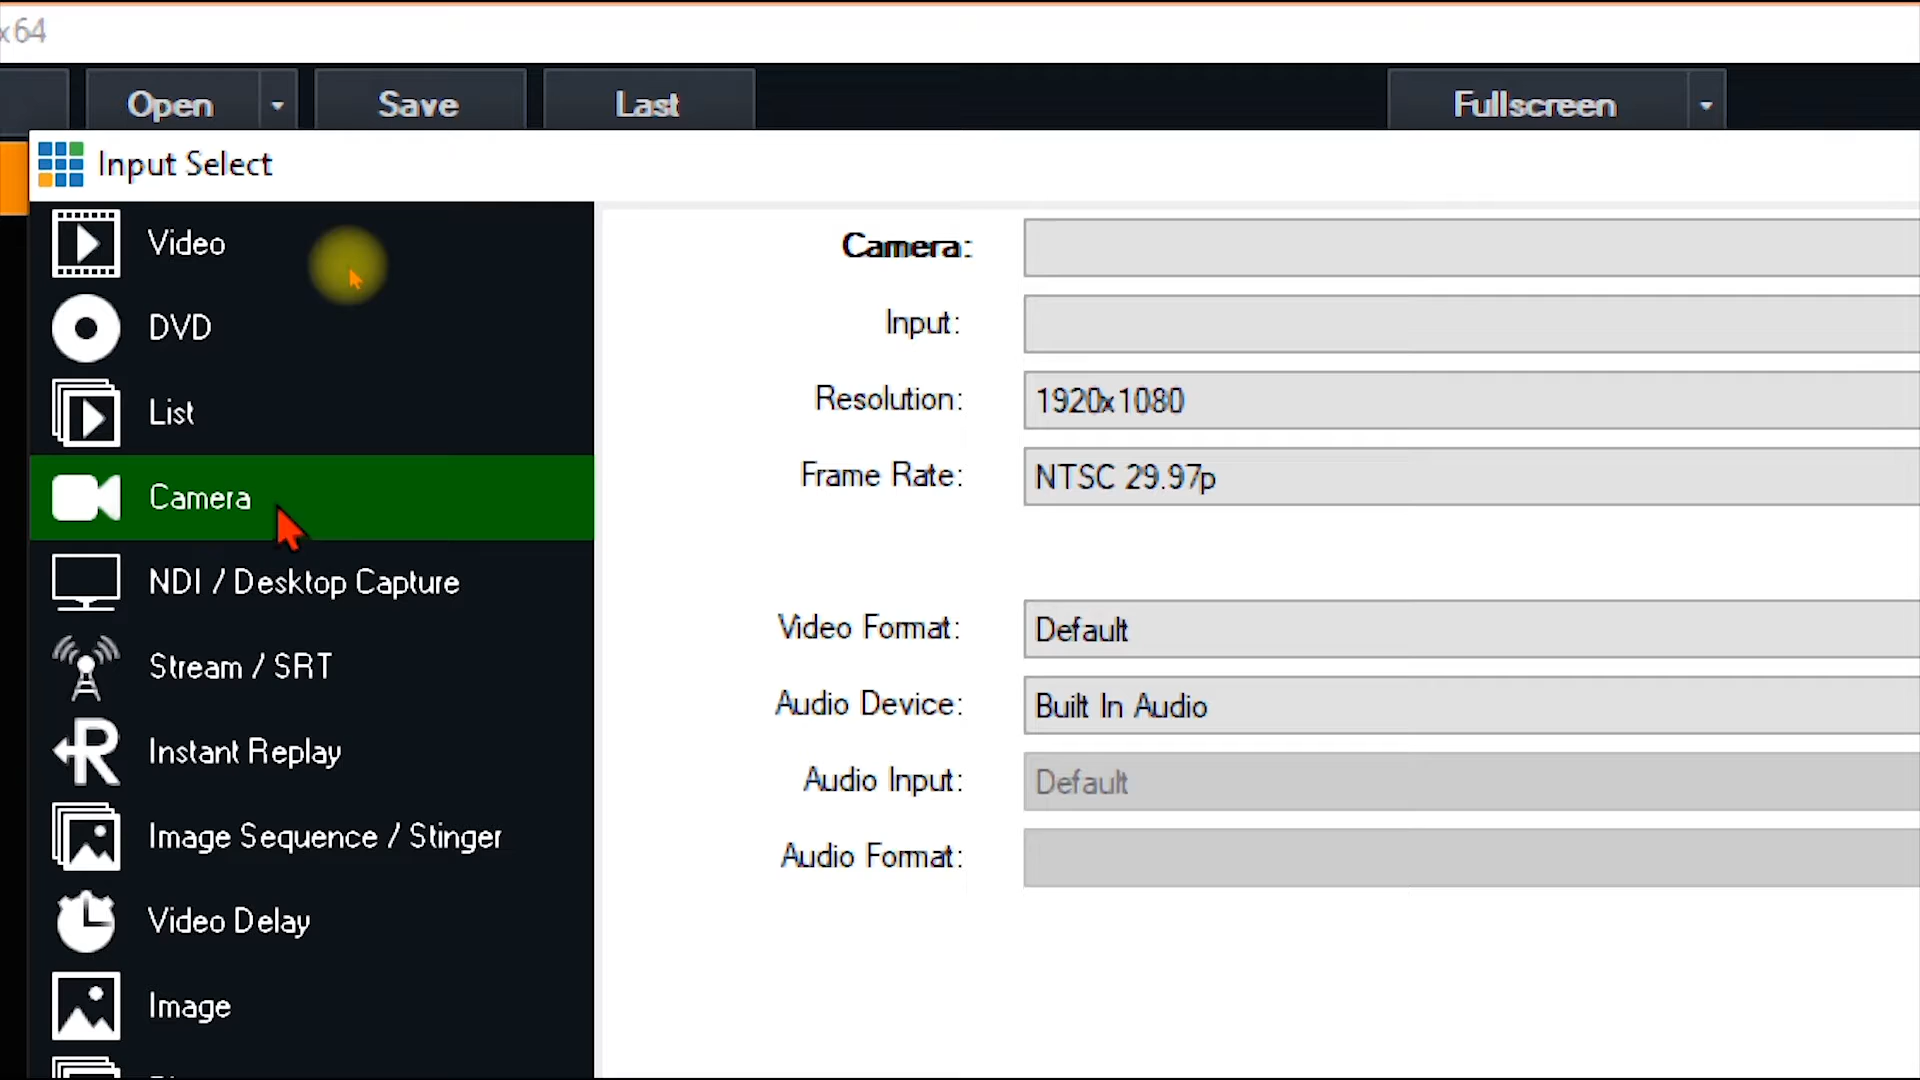 x64
Open
Save
Last
Fullscreen
Input Select
Video
DVD
List
Camera
NDI / Desktop Capture
Stream / SRT
Instant Replay
Image Sequence / Stinger
Video Delay
Image
Camera:
Input:
Resolution: 1920x1080
Frame Rate: NTSC 29.97p
Video Format: Default
Audio Device: Built In Audio
Audio Input: Default
Audio Format: